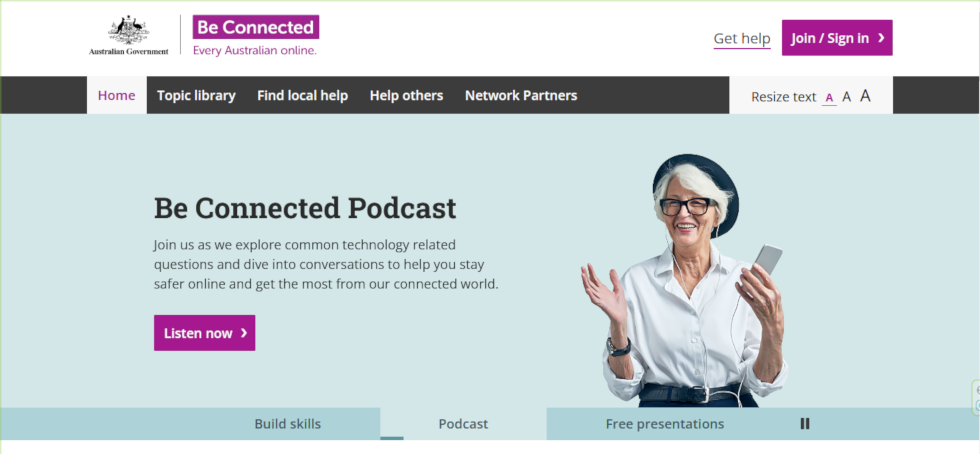 Australian Government
Be Connected
Every Australian online.
Get help
Join / Sign in
Home
Topic library
Find local help
Help others
Network Partners
Resize text A A A
Be Connected Podcast
Join us as we explore common technology related
questions and dive into conversations to help you stay
safer online and get the most from our connected world.
Listen now
Build skills
Podcast
Free presentations